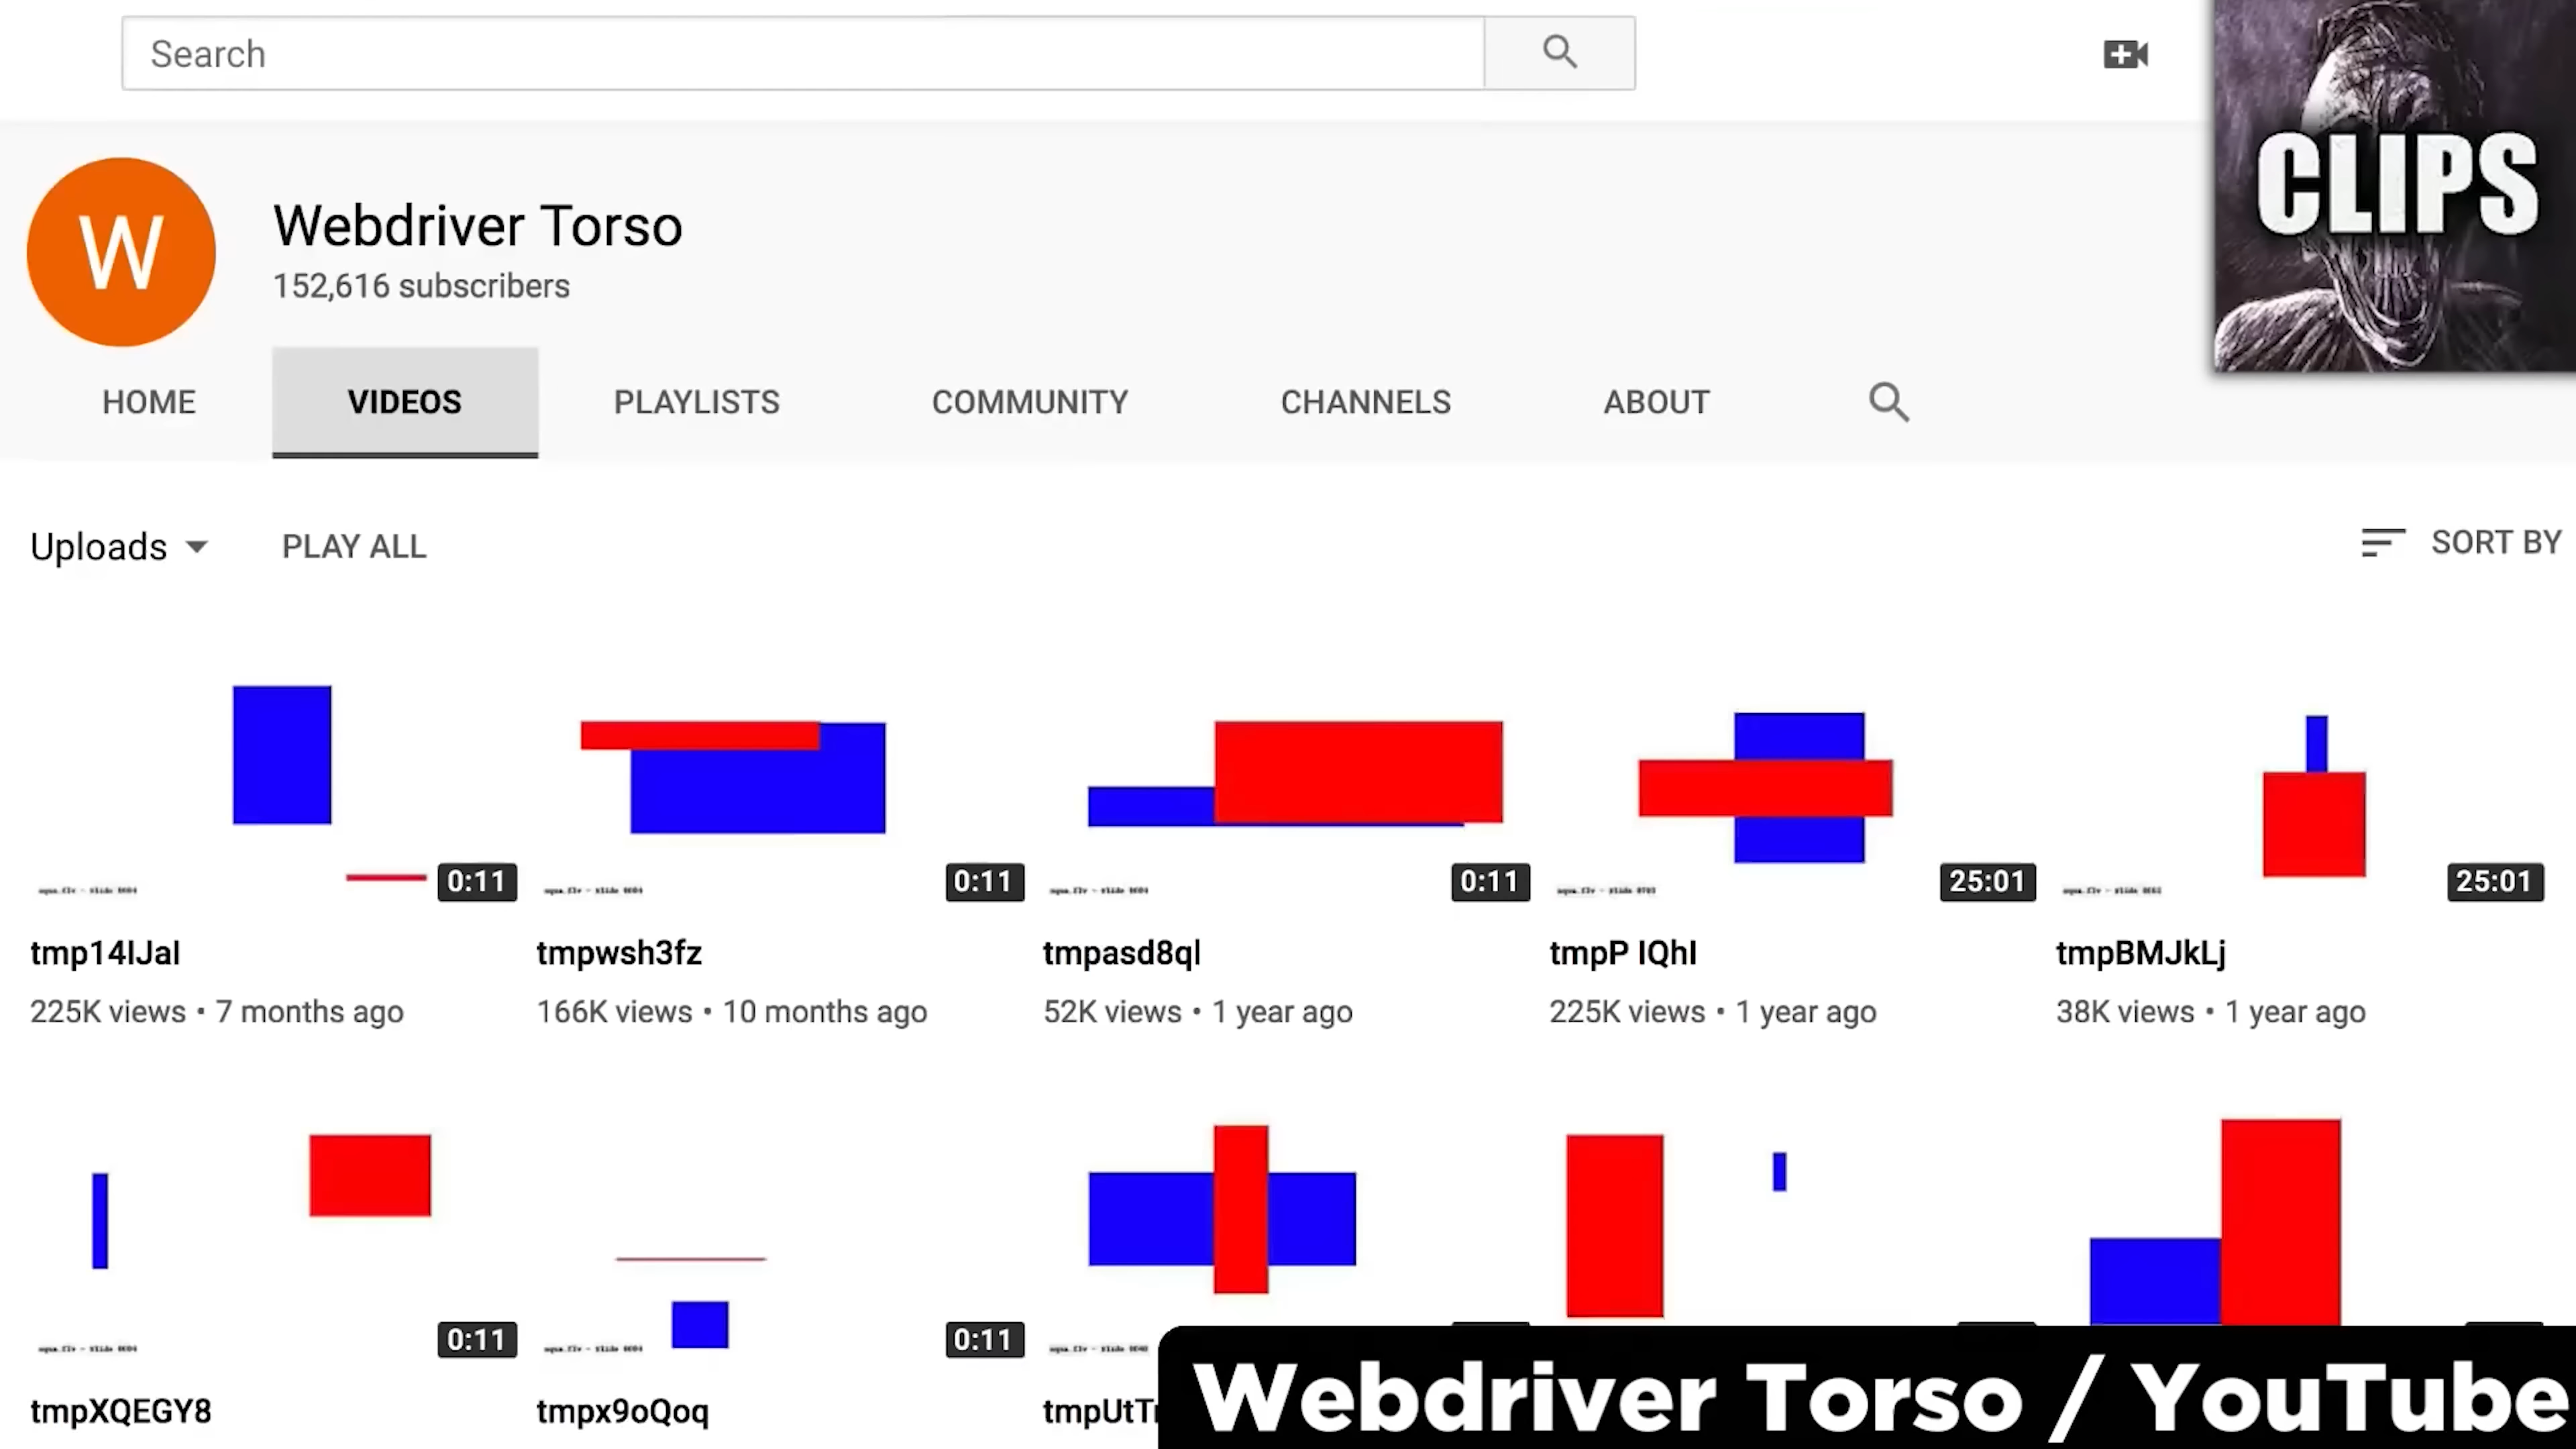 Search
CLIPS
W
Webdriver Torso
152,616 subscribers
HOME VIDEOS PLAYLISTS COMMUNITY CHANNELS ABOUT
Uploads PLAY ALL SORT BY
0:11 0:11 0:11 25:01 25:01
tmp14lJal tmpwsh3fz tmpasd8ql tmpP IQhI tmpBMJkLj
225K views • 7 months ago 166K views • 10 months ago 52K views • 1 year ago 225K views • 1 year ago 38K views • 1 year ago
0:11 0:11
tmpXQEGY8 tmpx9oQoq
Webdriver Torso / YouTube